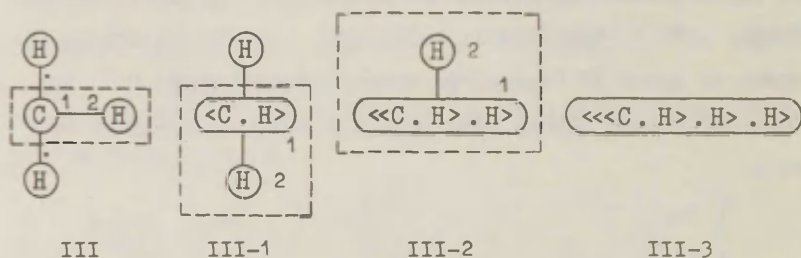 H H H 2
C 1 2 H <C . H> 1 <<C . H> . H> 1 <<<C . H> . H> . H>
H H 2
III III-1 III-2 III-3